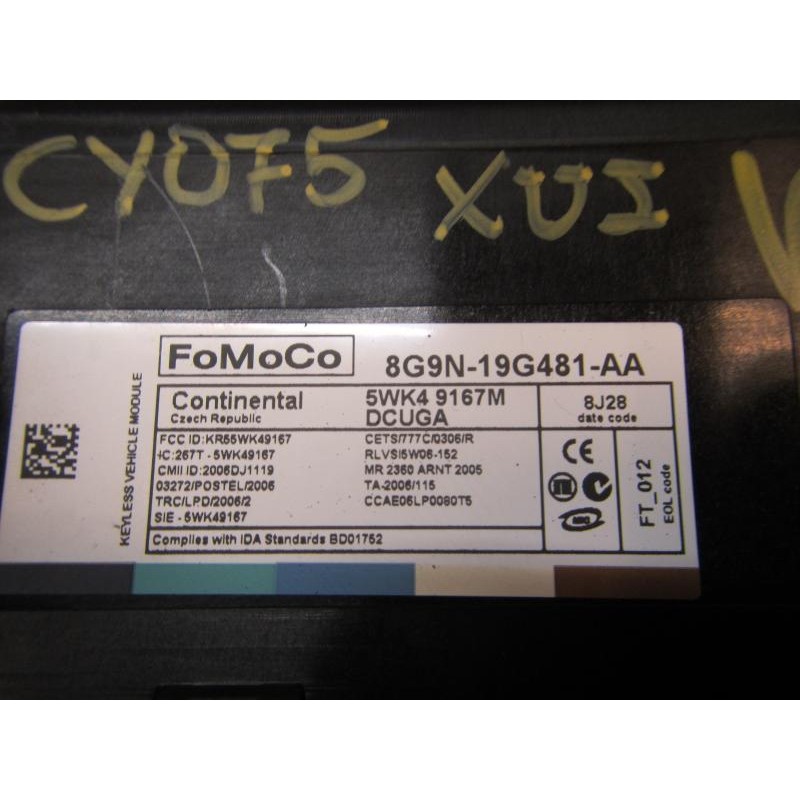 CY075 XUI
FoMoCo
8G9N-19G481-AA
KEYLESS VEHICLE MODULE
Continental
Czech Republic
5WK4 9167M
DCUGA
8J28
date code
FCC ID:KR55WK49167
IC:267T - 5WK49167
CMII ID:2006DJ1119
03272/POSTEL/2006
TRC/LPD/2006/2
SIE - 5WK49167
CETS/777C/0306/R
RLVSI5W06-152
MR 2360 ARNT 2005
TA-2006/115
CCAE06LP0080T5
CE
FT_012
EOL code
Complies with IDA Standards BD01752